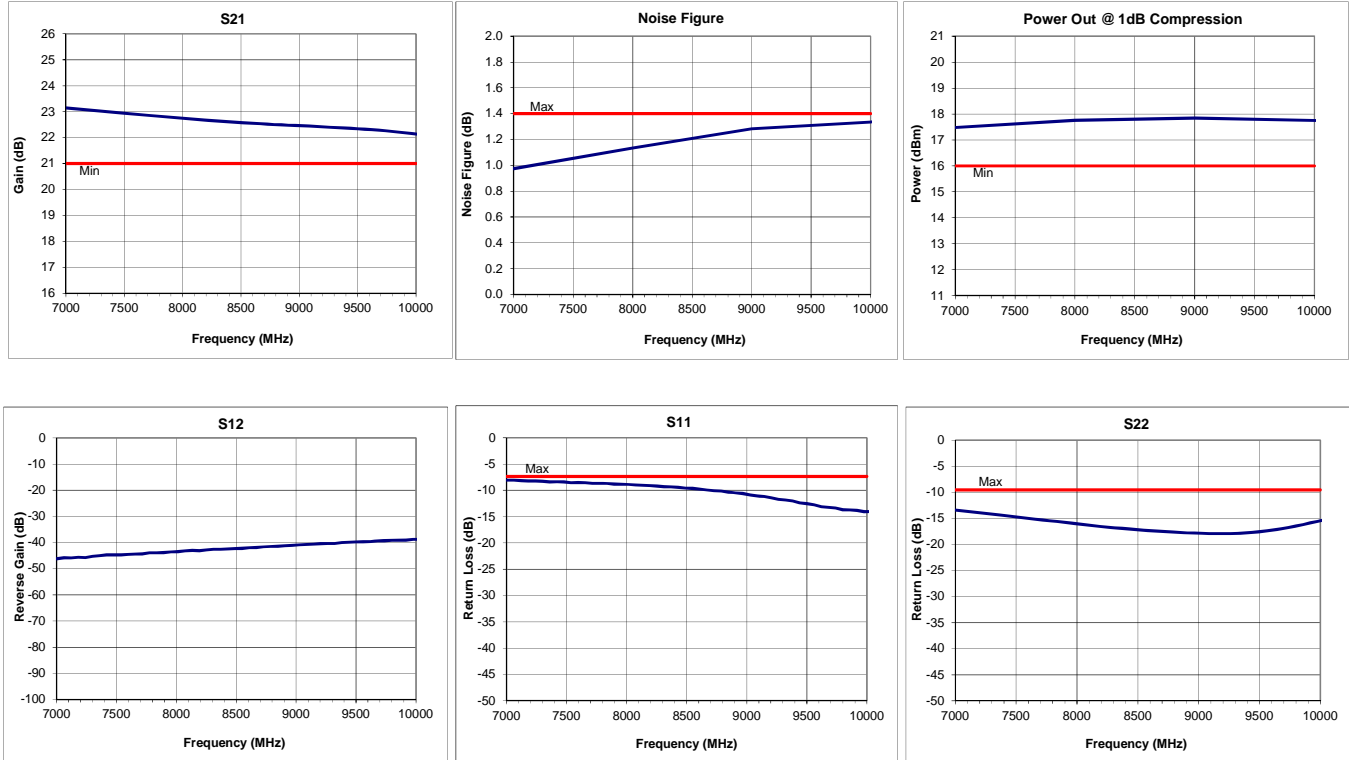 S21
26
25
24
23
22
21
20
19
18
17
16
Gain (dB)
Min
7000 7500 8000 8500 9000 9500 10000
Frequency (MHz)
Noise Figure
2.0
1.8
1.6
1.4
1.2
1.0
0.8
0.6
0.4
0.2
0.0
Noise Figure (dB)
Max
7000 7500 8000 8500 9000 9500 10000
Frequency (MHz)
Power Out @ 1dB Compression
21
20
19
18
17
16
15
14
13
12
11
Power (dBm)
Min
7000 7500 8000 8500 9000 9500 10000
Frequency (MHz)
S12
0
-10
-20
-30
-40
-50
-60
-70
-80
-90
-100
Reverse Gain (dB)
7000 7500 8000 8500 9000 9500 10000
Frequency (MHz)
S11
0
-5
-10
-15
-20
-25
-30
-35
-40
-45
-50
Return Loss (dB)
Max
7000 7500 8000 8500 9000 9500 10000
Frequency (MHz)
S22
0
-5
-10
-15
-20
-25
-30
-35
-40
-45
-50
Return Loss (dB)
Max
7000 7500 8000 8500 9000 9500 10000
Frequency (MHz)